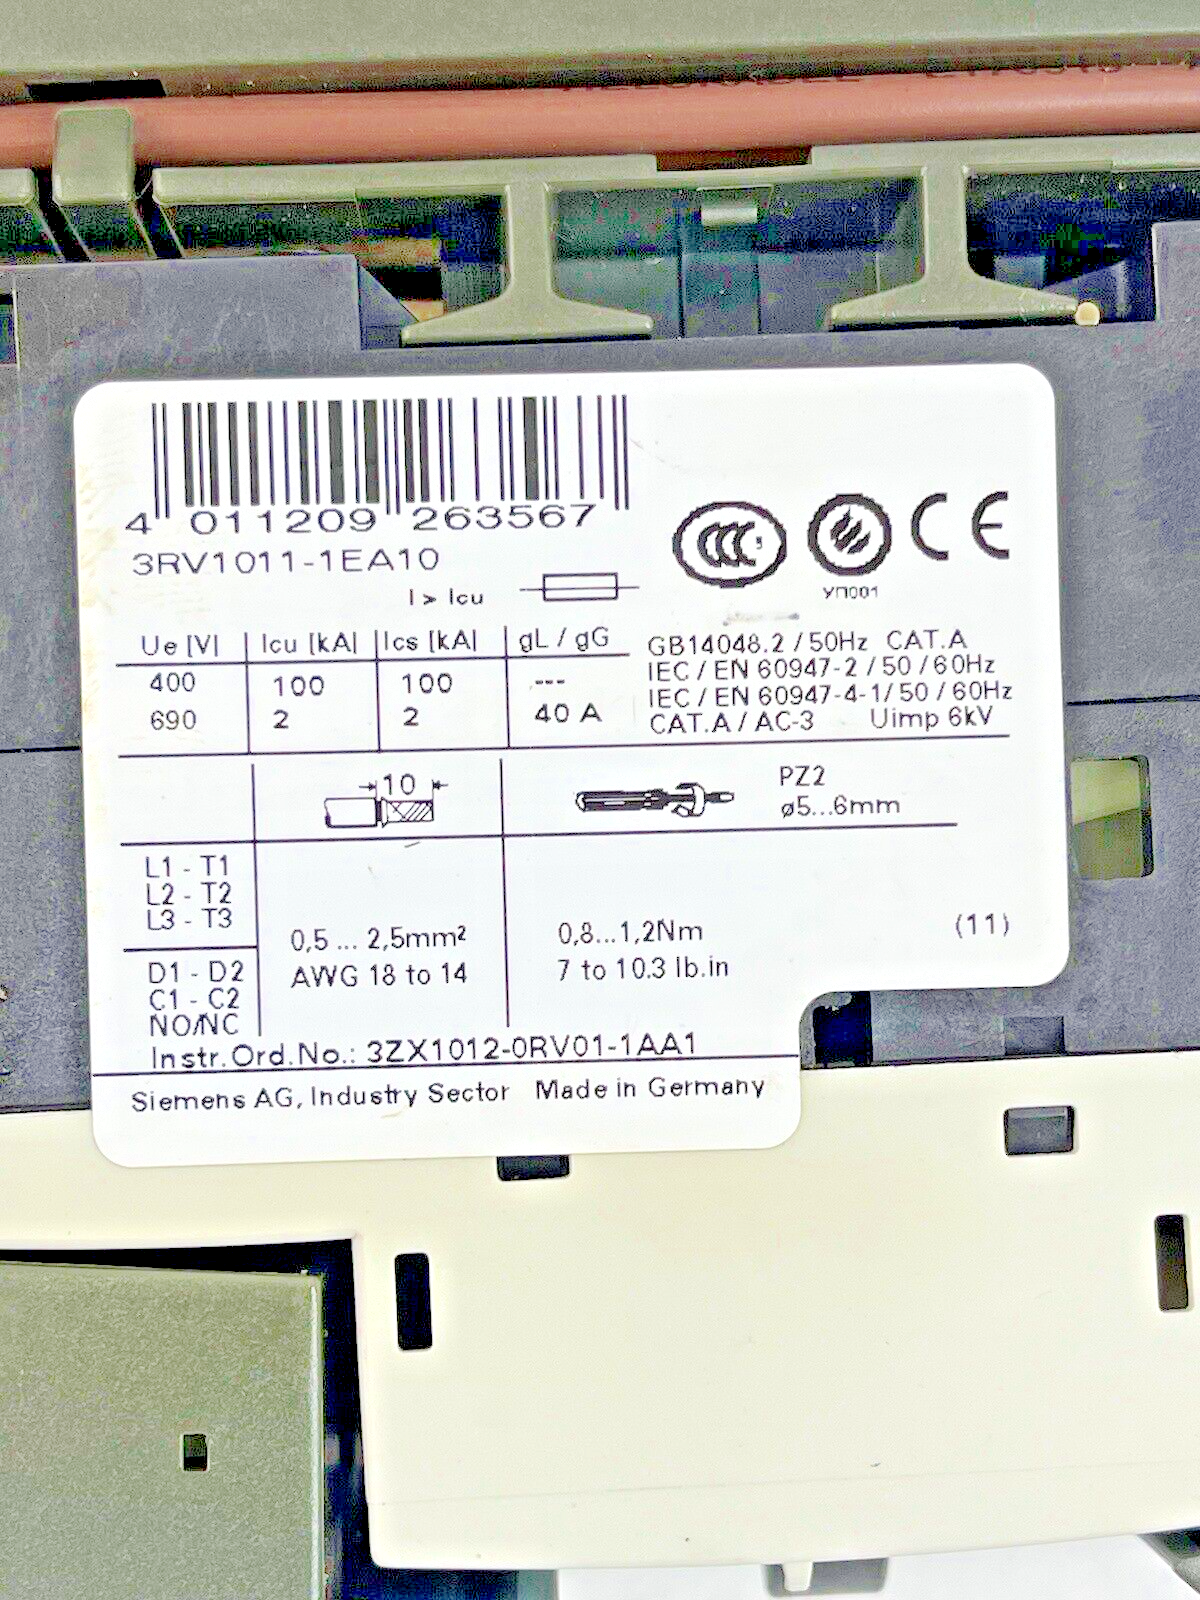 4 011209 263567
3RV1011-1EA10
I > Icu
CCC
CE
УП001
Ue [V] Icu [kA] Ics [kA] gL / gG
400 100 100 ---
690 2 2 40 A
GB14048.2 / 50Hz CAT.A
IEC / EN 60947-2 / 50 / 60Hz
IEC / EN 60947-4-1/ 50 / 60Hz
CAT.A / AC-3 Uimp 6kV
10
PZ2
ø5...6mm
L1 - T1
L2 - T2
L3 - T3
D1 - D2
C1 - C2
NO/NC
0,5 ... 2,5mm²
AWG 18 to 14
0,8...1,2Nm
7 to 10.3 lb.in
(11)
Instr.Ord.No.: 3ZX1012-0RV01-1AA1
Siemens AG, Industry Sector Made in Germany